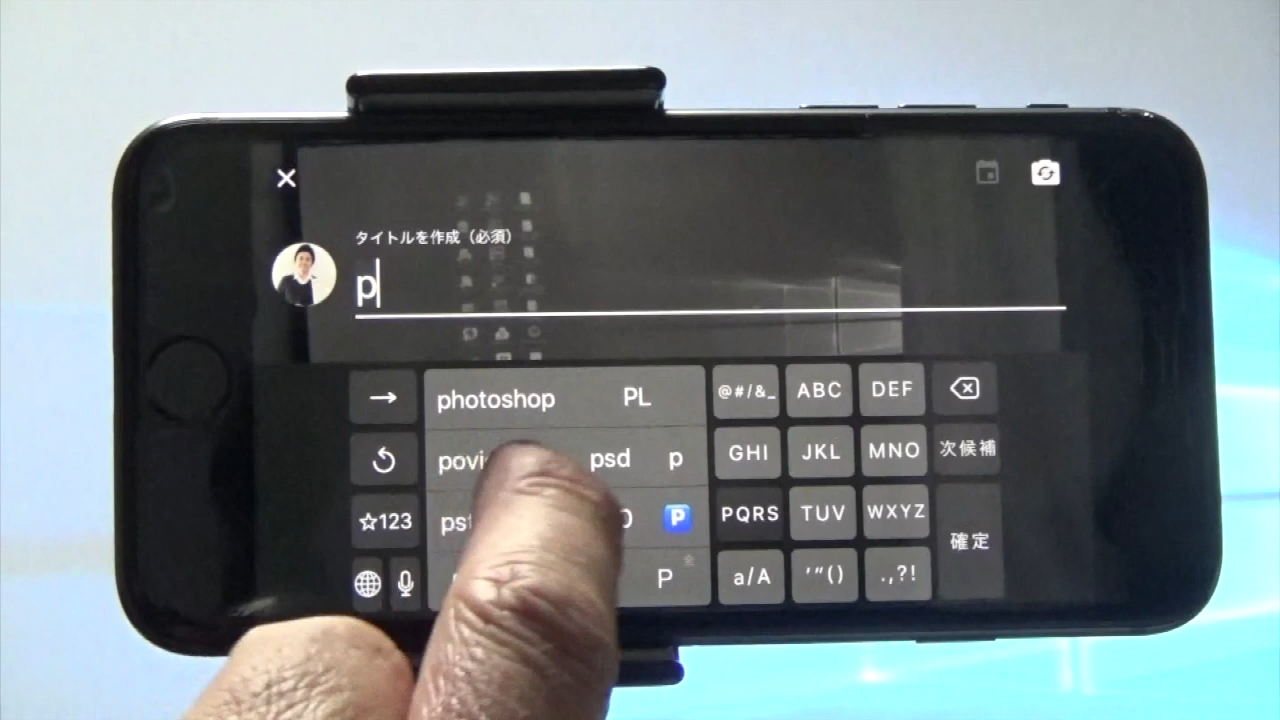 ×
タイトルを作成（必須）
p
→ photoshop PL @#/&_ ABC DEF
psd p GHI JKL MNO 次候補
☆123 P PQRS TUV WXYZ 確定
P 全 a/A ’”() .,?!